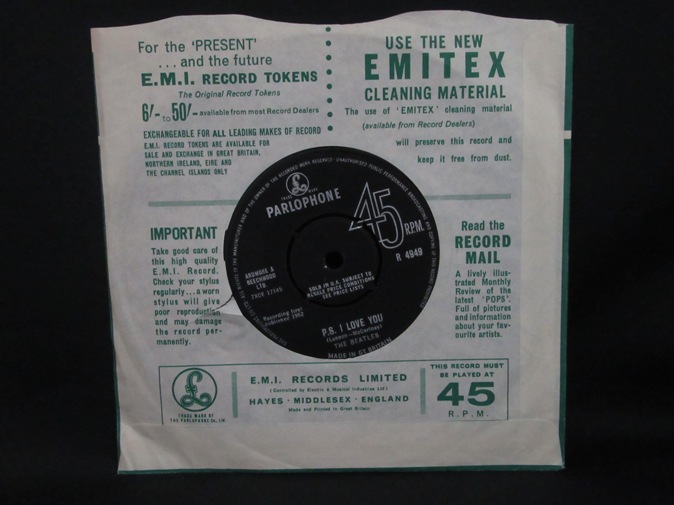 For the 'PRESENT'
... and the future
E.M.I. RECORD TOKENS
The Original Record Tokens
6/- to 50/- available from most Record Dealers
EXCHANGEABLE FOR ALL LEADING MAKES OF RECORD
E.M.I. RECORD TOKENS ARE AVAILABLE FOR
SALE AND EXCHANGE IN GREAT BRITAIN,
NORTHERN IRELAND, EIRE AND
THE CHANNEL ISLANDS ONLY
USE THE NEW
EMITEX
CLEANING MATERIAL
The use of 'EMITEX' cleaning material
(available from Record Dealers)
will preserve this record and
keep it free from dust.
IMPORTANT
Take good care of
this high quality
E.M.I. Record.
Check your stylus
regularly...a worn
stylus will give
poor reproduction
and may damage
the record per-
manently.
TRADE MARK
PARLOPHONE
45
R.P.M.
R 4949
ARDMORE &
BEECHWOOD
LTD
7XCE 17145
SOLD IN U.K. SUBJECT TO
RESALE PRICE CONDITIONS
SEE PRICE LISTS
Recording first
published 1962
P.S. I LOVE YOU
(Lennon—McCartney)
THE BEATLES
MADE IN GT BRITAIN
Read the
RECORD
MAIL
A lively illus-
trated Monthly
Review of the
latest 'POPS'.
Full of pictures
and information
about your fav-
ourite artists.
TRADE MARK OF
THE PARLOPHONE Co. Ltd.
E.M.I. RECORDS LIMITED
(Controlled by Electric & Musical Industries Ltd)
HAYES · MIDDLESEX · ENGLAND
Made and Printed in Great Britain
THIS RECORD MUST
BE PLAYED AT
45
R.P.M.